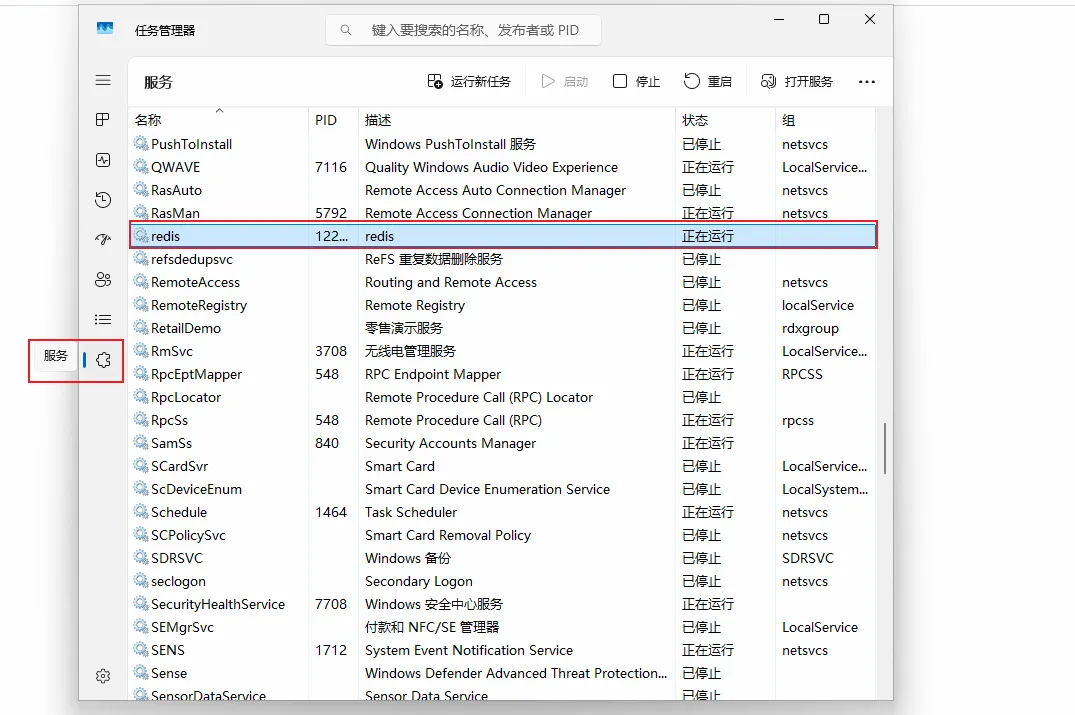 任务管理器 键入要搜索的名称、发布者或 PID
服务 运行新任务 启动 停止 重启 打开服务 ...
名称 PID 描述 状态 组
PushToInstall Windows PushToInstall 服务 已停止 netsvcs
QWAVE 7116 Quality Windows Audio Video Experience 正在运行 LocalService...
RasAuto Remote Access Auto Connection Manager 已停止 netsvcs
RasMan 5792 Remote Access Connection Manager 正在运行 netsvcs
redis 122... redis 正在运行
refsdedupsvc ReFS 重复数据删除服务 已停止
RemoteAccess Routing and Remote Access 已停止 netsvcs
RemoteRegistry Remote Registry 已停止 localService
RetailDemo 零售演示服务 已停止 rdxgroup
RmSvc 3708 无线电管理服务 正在运行 LocalService...
服务
RpcEptMapper 548 RPC Endpoint Mapper 正在运行 RPCSS
RpcLocator Remote Procedure Call (RPC) Locator 已停止
RpcSs 548 Remote Procedure Call (RPC) 正在运行 rpcss
SamSs 840 Security Accounts Manager 正在运行
SCardSvr Smart Card 已停止 LocalService...
ScDeviceEnum Smart Card Device Enumeration Service 已停止 LocalSystem...
Schedule 1464 Task Scheduler 正在运行 netsvcs
SCPolicySvc Smart Card Removal Policy 已停止 netsvcs
SDRSVC Windows 备份 已停止 SDRSVC
seclogon Secondary Logon 已停止 netsvcs
SecurityHealthService 7708 Windows 安全中心服务 正在运行
SEMgrSvc 付款和 NFC/SE 管理器 已停止 LocalService
SENS 1712 System Event Notification Service 正在运行 netsvcs
Sense Windows Defender Advanced Threat Protection... 已停止
SensorDataService Sensor Data Service 已停止